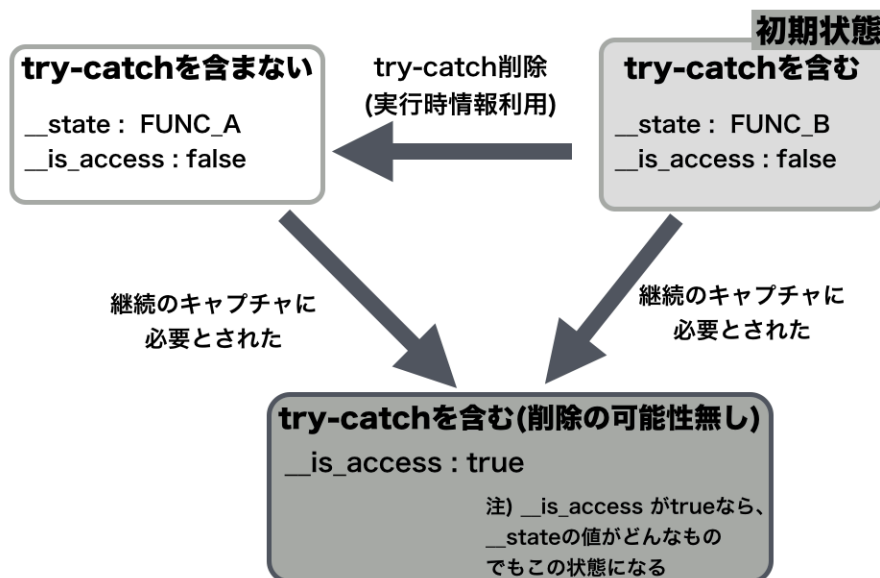 初期状態
try-catchを含まない
__state : FUNC_A
__is_access : false
try-catch削除
(実行時情報利用)
try-catchを含む
__state : FUNC_B
__is_access : false
継続のキャプチャに
必要とされた
継続のキャプチャに
必要とされた
try-catchを含む(削除の可能性無し)
__is_access : true
注) __is_access がtrueなら、
__stateの値がどんなもの
でもこの状態になる